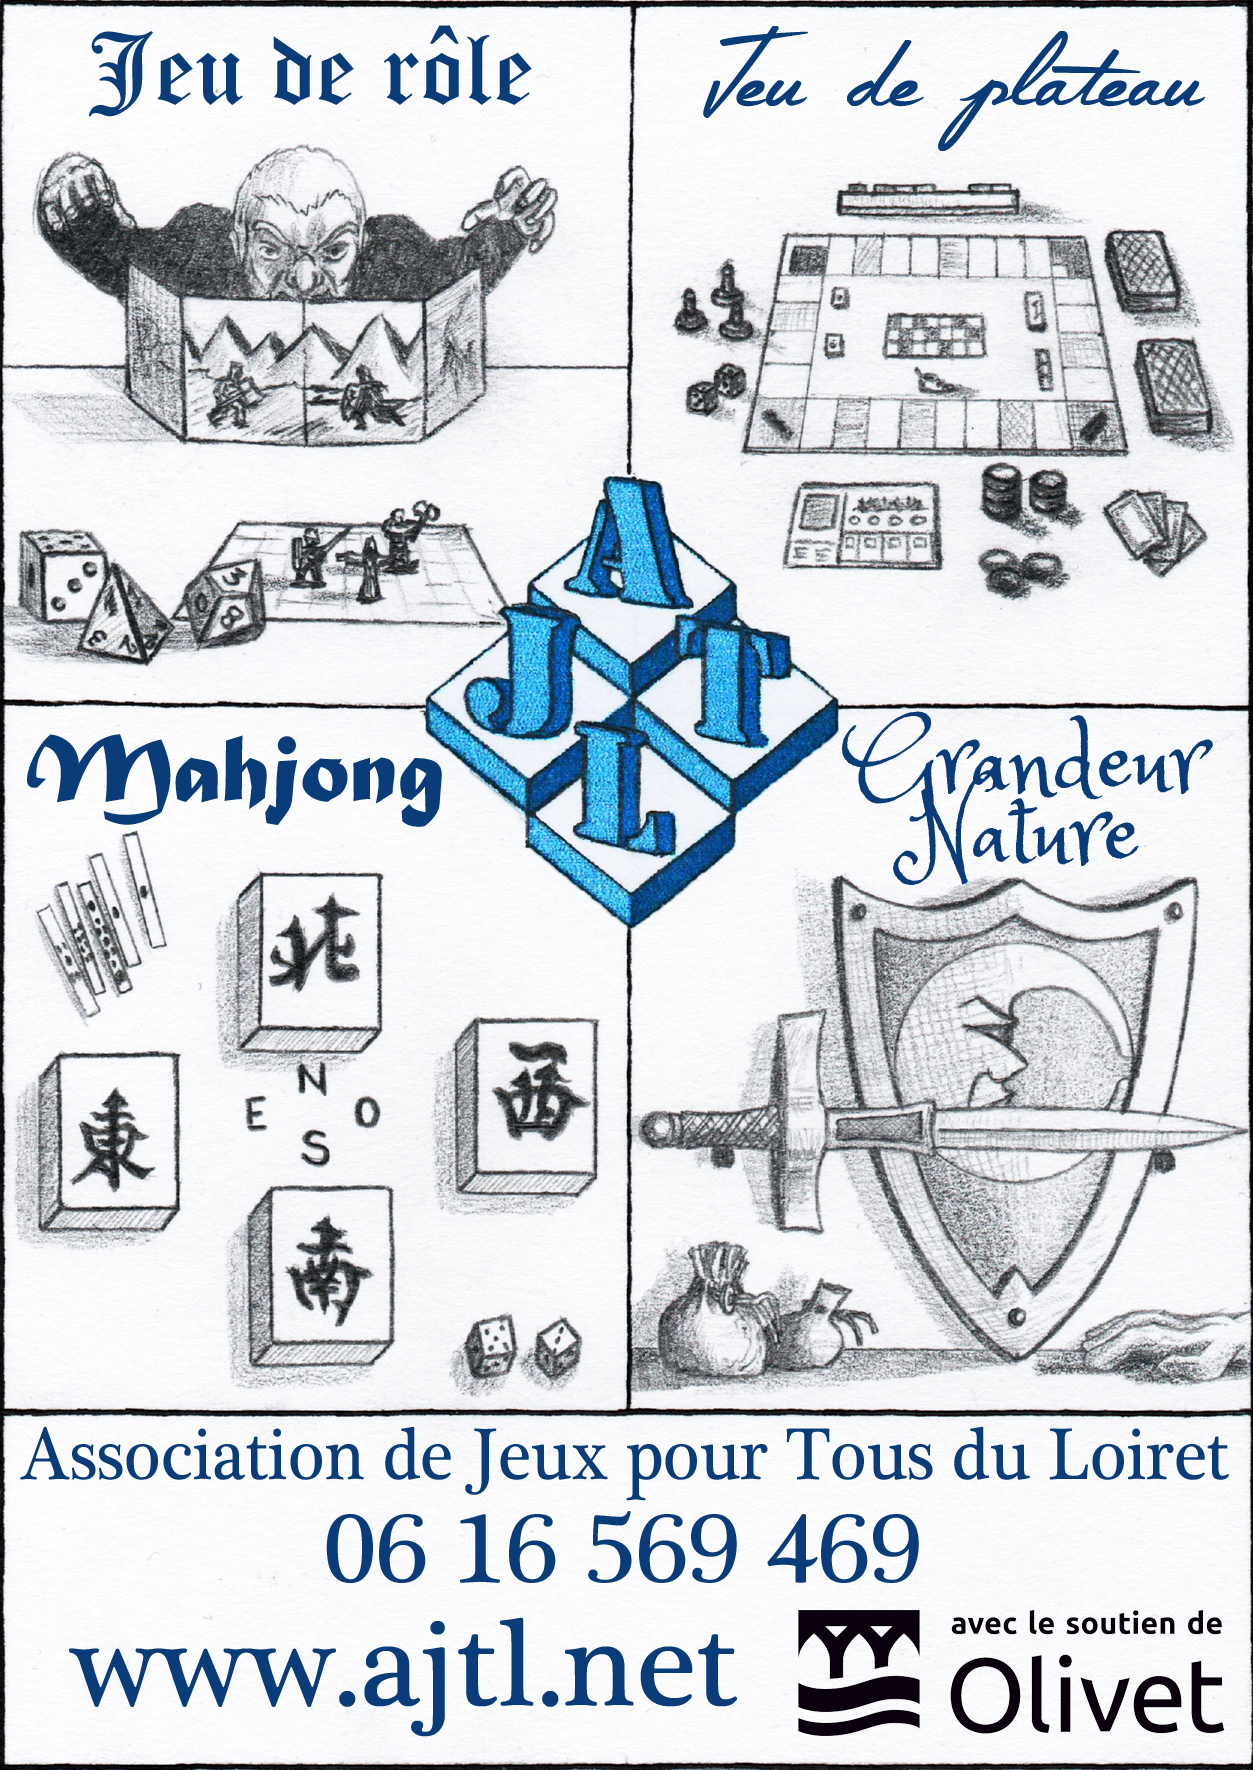 Jeu de rôle
Jeu de plateau
A
J T
L
Mahjong
Grandeur
Nature
北
N
E O
S
東
西
南
Association de Jeux pour Tous du Loiret
06 16 569 469
www.ajtl.net
avec le soutien de
Olivet